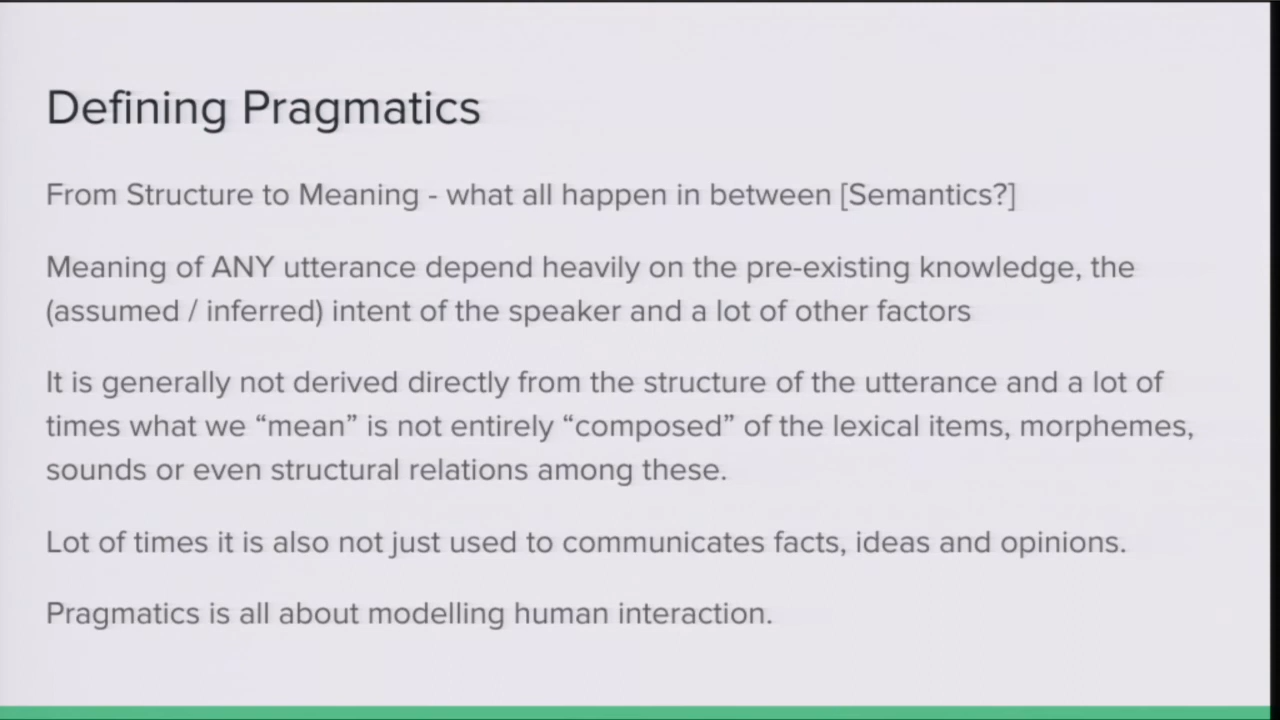 Defining Pragmatics
From Structure to Meaning - what all happen in between [Semantics?]
Meaning of ANY utterance depend heavily on the pre-existing knowledge, the
(assumed / inferred) intent of the speaker and a lot of other factors
It is generally not derived directly from the structure of the utterance and a lot of
times what we “mean” is not entirely “composed” of the lexical items, morphemes,
sounds or even structural relations among these.
Lot of times it is also not just used to communicates facts, ideas and opinions.
Pragmatics is all about modelling human interaction.